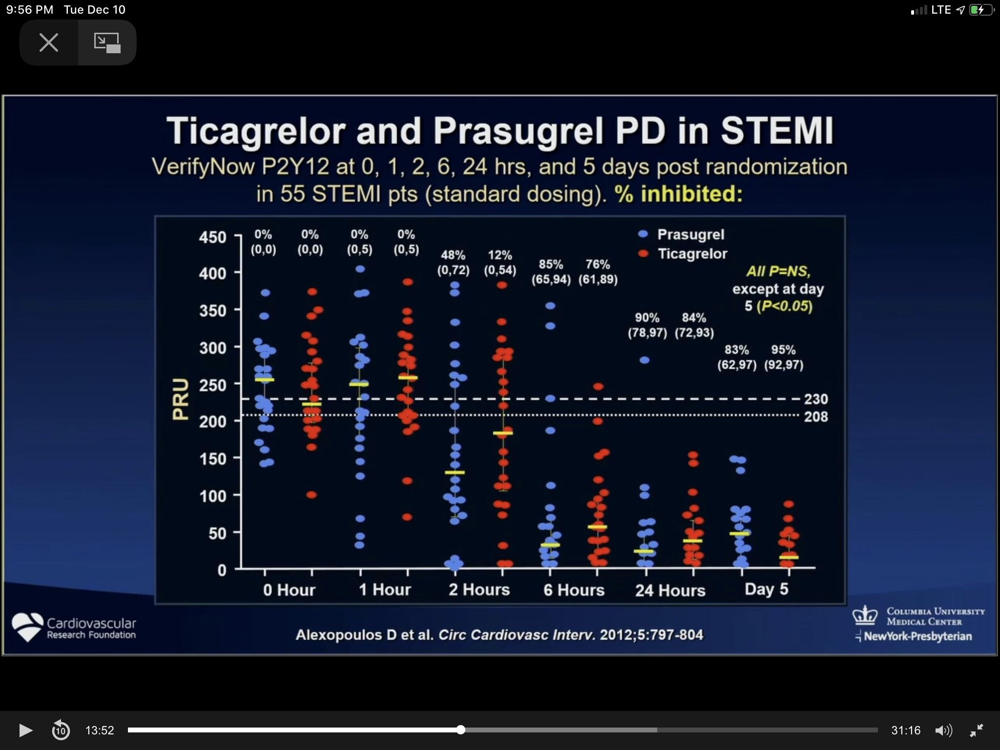 9:56 PM Tue Dec 10
LTE
Ticagrelor and Prasugrel PD in STEMI
VerifyNow P2Y12 at 0, 1, 2, 6, 24 hrs, and 5 days post randomization
in 55 STEMI pts (standard dosing). % inhibited:
PRU
450
400
350
300
250
200
150
100
50
0
0% 0% 0% 0%
(0,0) (0,0) (0,5) (0,5)
48% 12%
(0,72) (0,54)
85% 76%
(65,94) (61,89)
90% 84%
(78,97) (72,93)
83% 95%
(62,97) (92,97)
Prasugrel
Ticagrelor
All P=NS,
except at day
5 (P<0.05)
230
208
0 Hour 1 Hour 2 Hours 6 Hours 24 Hours Day 5
Cardiovascular
Research Foundation
Alexopoulos D et al. Circ Cardiovasc Interv. 2012;5:797-804
COLUMBIA UNIVERSITY
MEDICAL CENTER
NewYork-Presbyterian
10
13:52
31:16